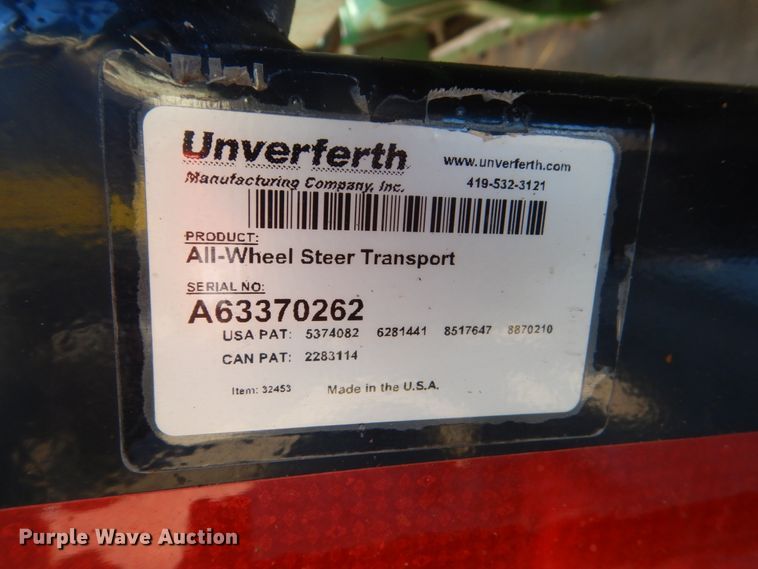 Unverferth
www.unverferth.com
Manufacturing Company, Inc.
419-532-3121
PRODUCT:
All-Wheel Steer Transport
SERIAL NO:
A63370262
USA PAT: 5374082 6281441 8517647 8870210
CAN PAT: 2283114
Item: 32453 Made in the U.S.A.
Purple Wave Auction®